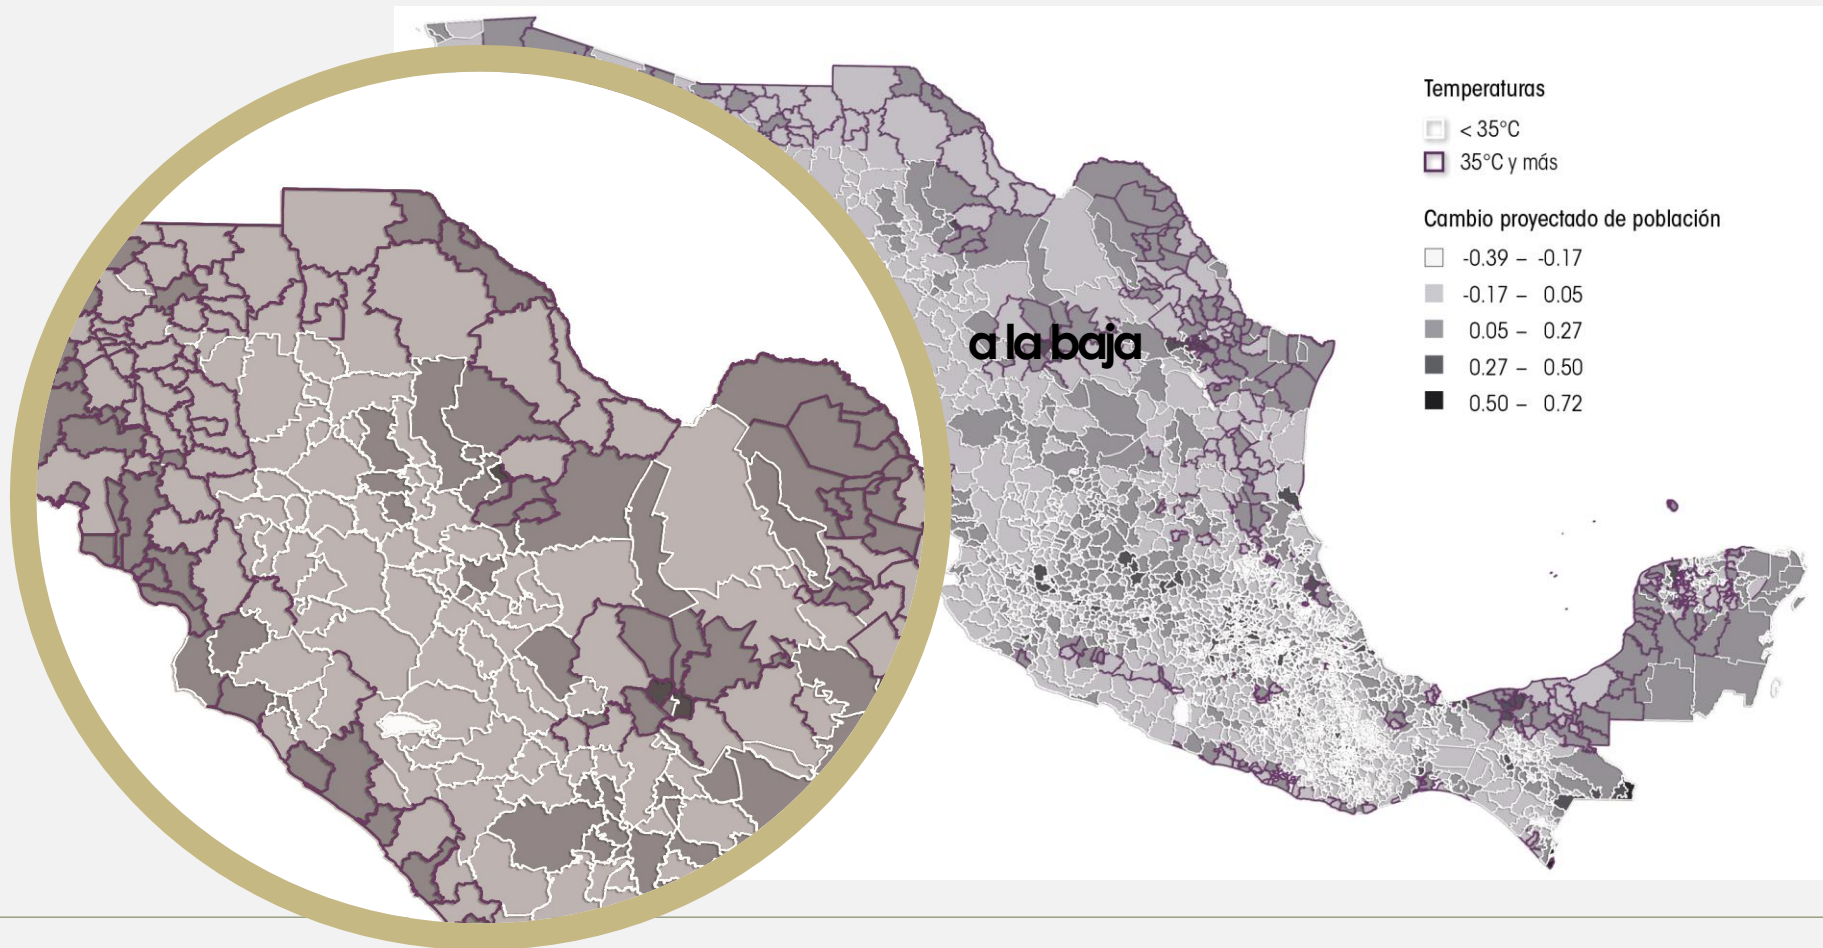 Temperaturas
< 35°C
35°C y más
Cambio proyectado de población
-0.39 – -0.17
-0.17 – 0.05
0.05 – 0.27
0.27 – 0.50
0.50 – 0.72
a la baja